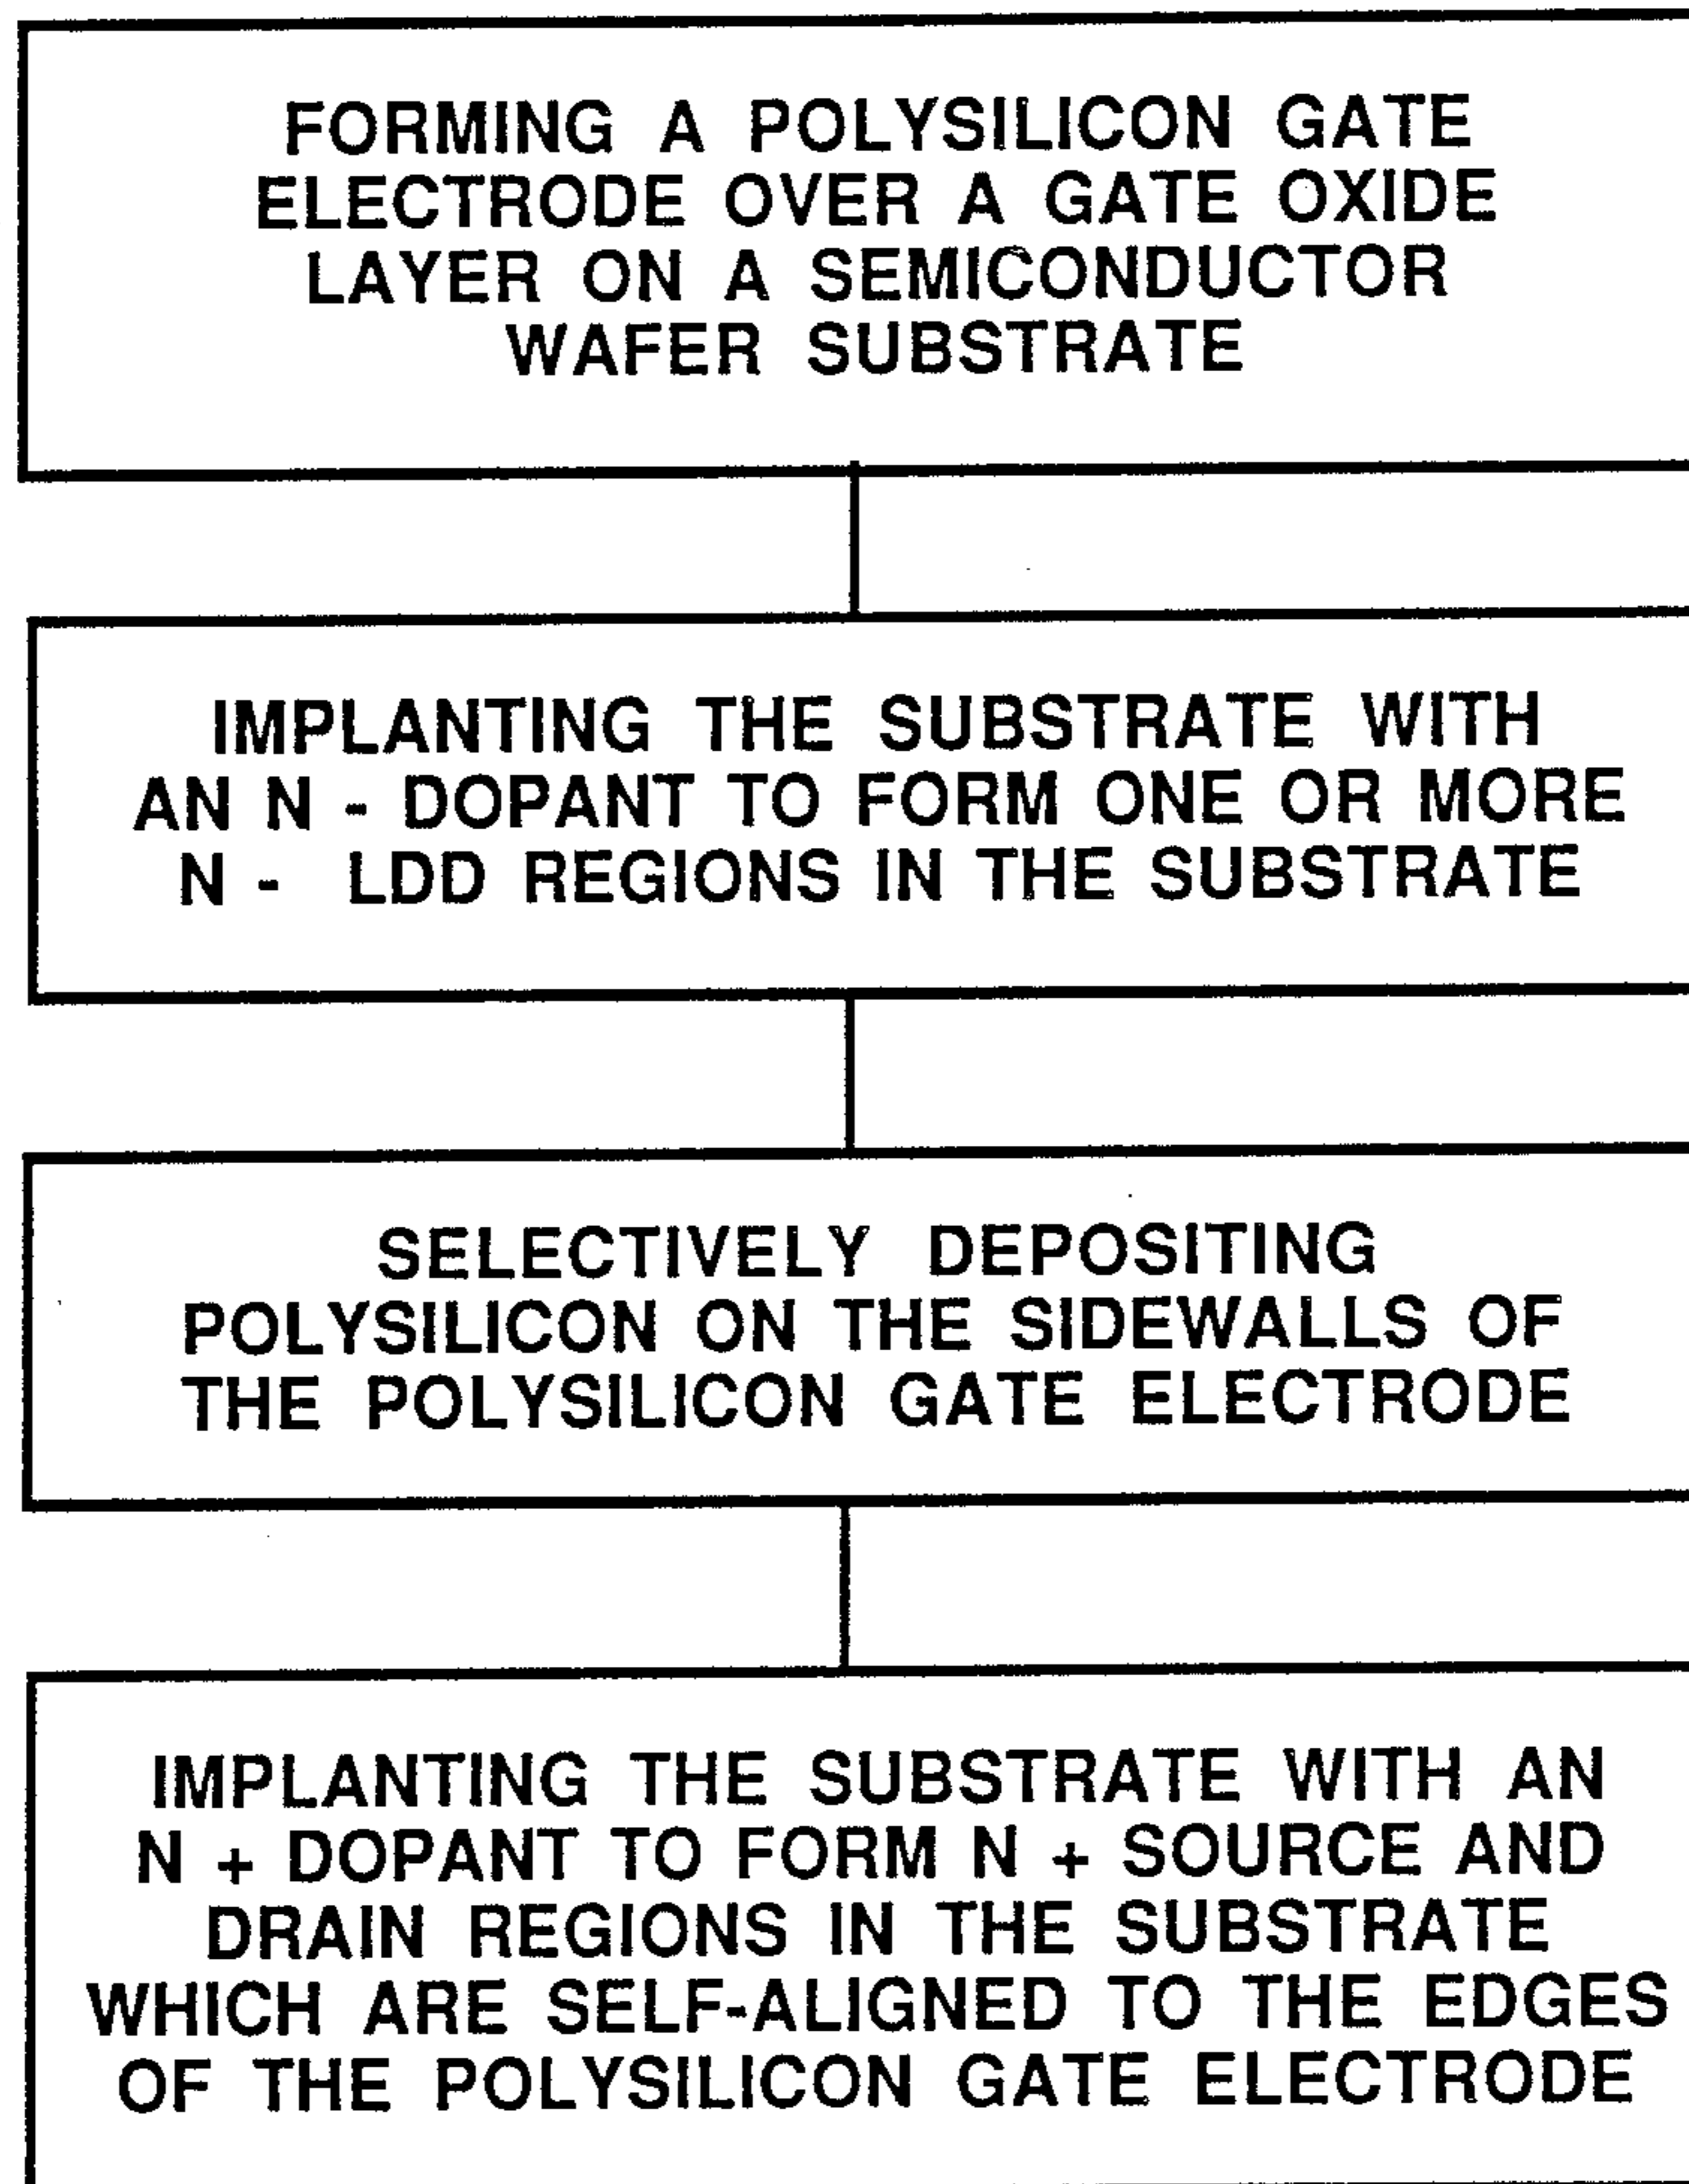 FORMING A POLYSILICON GATE
ELECTRODE OVER A GATE OXIDE
LAYER ON A SEMICONDUCTOR
WAFER SUBSTRATE
IMPLANTING THE SUBSTRATE WITH
AN N - DOPANT TO FORM ONE OR MORE
N - LDD REGIONS IN THE SUBSTRATE
SELECTIVELY DEPOSITING
POLYSILICON ON THE SIDEWALLS OF
THE POLYSILICON GATE ELECTRODE
IMPLANTING THE SUBSTRATE WITH AN
N + DOPANT TO FORM N + SOURCE AND
DRAIN REGIONS IN THE SUBSTRATE
WHICH ARE SELF-ALIGNED TO THE EDGES
OF THE POLYSILICON GATE ELECTRODE